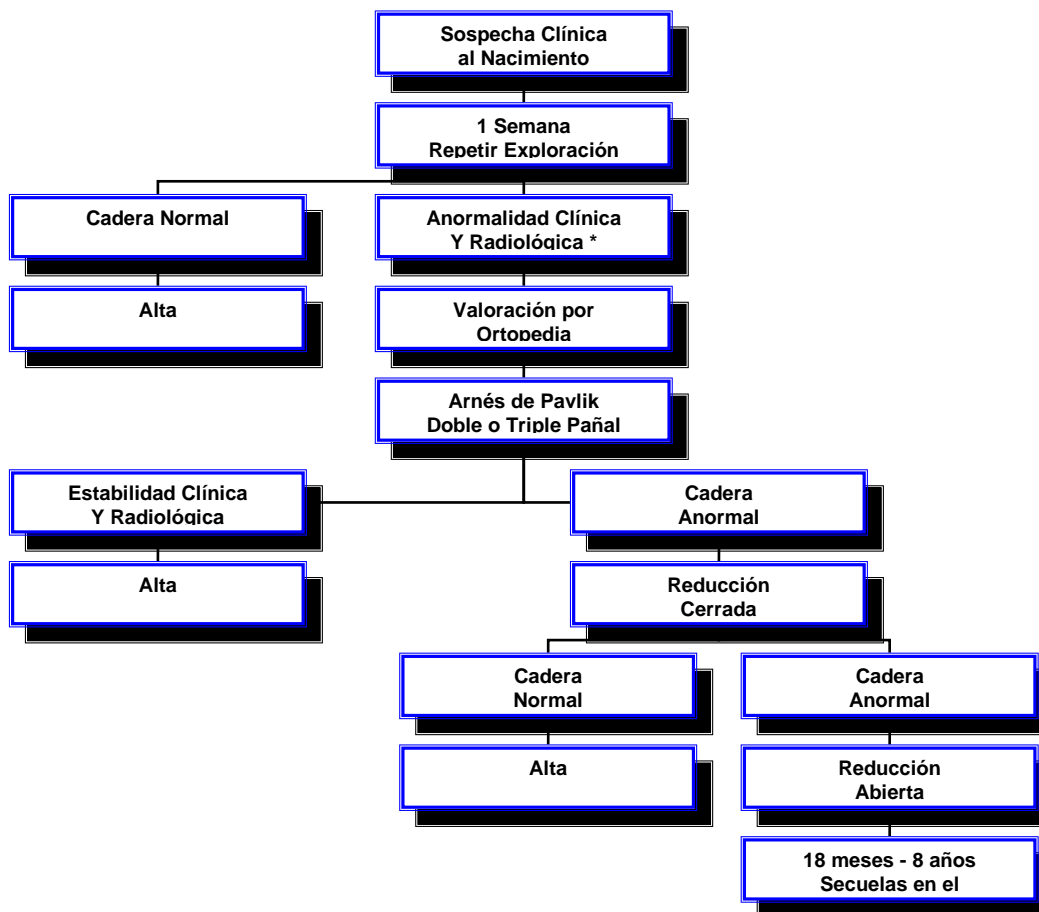 Sospecha Clínica
al Nacimiento
1 Semana
Repetir Exploración
Cadera Normal
Anormalidad Clínica
Y Radiológica *
Alta
Valoración por
Ortopedia
Arnés de Pavlik
Doble o Triple Pañal
Estabilidad Clínica
Y Radiológica
Cadera
Anormal
Alta
Reducción
Cerrada
Cadera
Normal
Cadera
Anormal
Alta
Reducción
Abierta
18 meses - 8 años
Secuelas en el